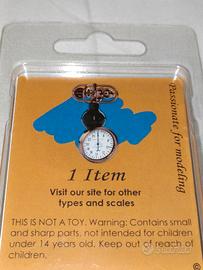 Passionate for modeling
1 Item
Visit our site for other
types and scales
THIS IS NOT A TOY. Warning: Contains small
and sharp parts, not intended for children
under 14 years old. Keep out of reach of
children.
©